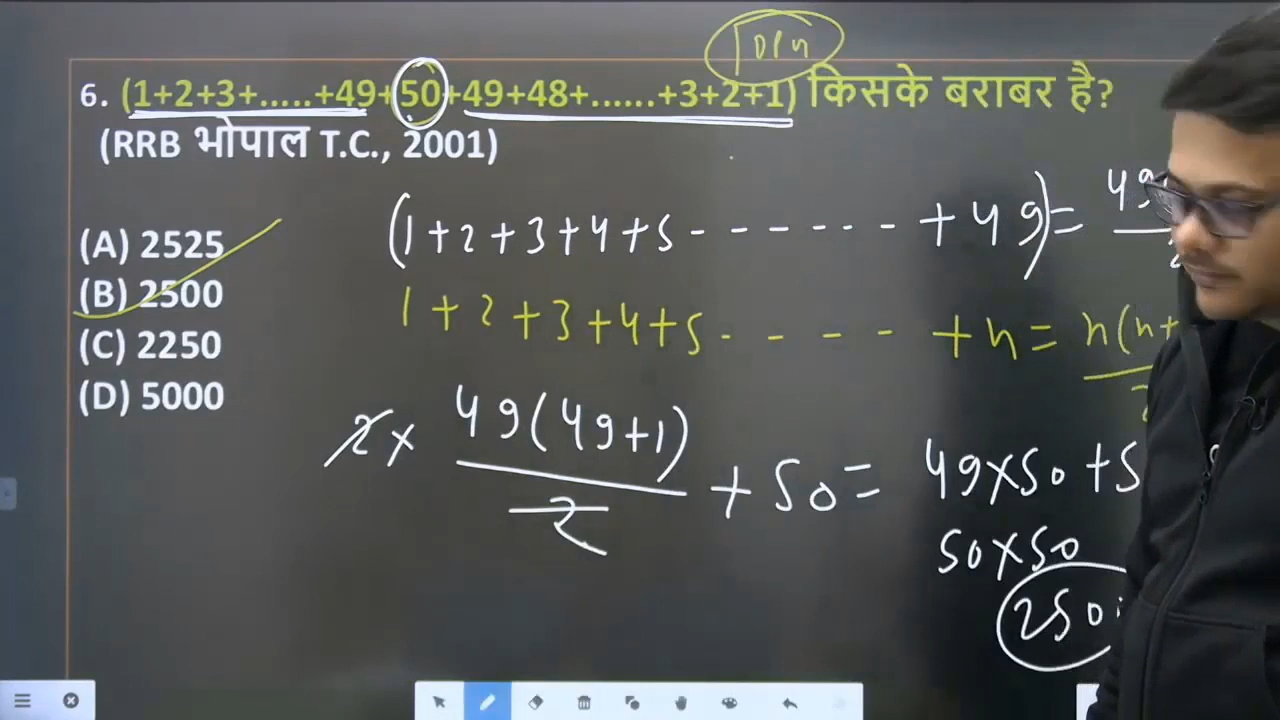 6. (1+2+3+.....+49+50+49+48+......+3+2+1) किसके बराबर है?
(RRB भोपाल T.C., 2001)
(A) 2525
(B) 2500
(C) 2250
(D) 5000
(1+2+3+4+5------+49)=
1+2+3+4+5----+n=
2×49(49+1)/2+50=
49×50+5
50×50
250